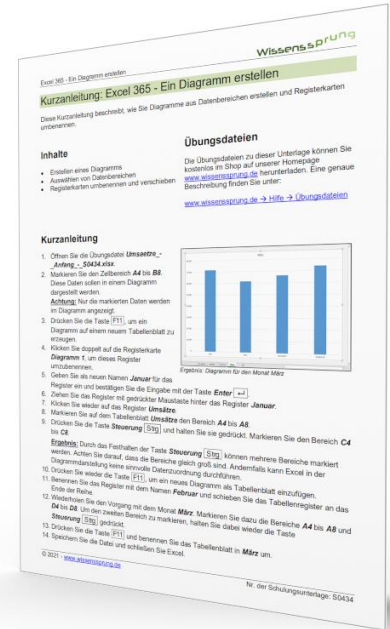 Wissenssprung
Excel 365 - Ein Diagramm erstellen
Kurzanleitung: Excel 365 - Ein Diagramm erstellen
Diese Kurzanleitung beschreibt, wie Sie Diagramme aus Datenbereichen erstellen und Registerkarten
umbenennen.
Inhalte
• Erstellen eines Diagramms
• Auswählen von Datenbereichen
• Registerkarten umbenennen und verschieben
Übungsdateien
Die Übungsdateien zu dieser Unterlage können Sie
kostenlos im Shop auf unserer Homepage
www.wissenssprung.de herunterladen. Eine genaue
Beschreibung finden Sie unter:
www.wissenssprung.de → Hilfe → Übungsdateien
Kurzanleitung
1. Öffnen Sie die Übungsdatei Umsaetze_-
_Anfang_-_S0434.xlsx.
2. Markieren Sie den Zellbereich A4 bis B8.
Diese Daten sollen in einem Diagramm
dargestellt werden.
Achtung: Nur die markierten Daten werden
im Diagramm angezeigt.
3. Drücken Sie die Taste F11, um ein
Diagramm auf einem neuen Tabellenblatt zu
erzeugen.
4. Klicken Sie doppelt auf die Registerkarte
Diagramm 1, um dieses Register
umzubenennen.
Ergebnis: Diagramm für den Monat März
5. Geben Sie als neuen Namen Januar für das
Register ein und bestätigen Sie die Eingabe mit der Taste Enter ↵.
6. Ziehen Sie das Register mit gedrückter Maustaste hinter das Register Januar.
7. Klicken Sie wieder auf das Register Umsätze.
8. Markieren Sie auf dem Tabellenblatt Umsätze den Bereich A4 bis A8.
9. Drücken Sie die Taste Steuerung Strg und halten Sie sie gedrückt. Markieren Sie den Bereich C4
bis C8.
Ergebnis: Durch das Festhalten der Taste Steuerung Strg können mehrere Bereiche markiert
werden. Achten Sie darauf, dass die Bereiche gleich groß sind. Andernfalls kann Excel in der
Diagrammdarstellung keine sinnvolle Datenzuordnung durchführen.
10. Drücken Sie wieder die Taste F11, um ein neues Diagramm als Tabellenblatt einzufügen.
11. Benennen Sie das Register mit dem Namen Februar und schieben Sie das Tabellenregister an das
Ende der Reihe.
12. Wiederholen Sie den Vorgang mit dem Monat März. Markieren Sie dazu die Bereiche A4 bis A8 und
D4 bis D8. Um den zweiten Bereich zu markieren, halten Sie dabei wieder die Taste
Steuerung Strg gedrückt.
13. Drücken Sie die Taste F11 und benennen Sie das Tabellenblatt in März um.
14. Speichern Sie die Datei und schließen Sie Excel.
© 2021 - www.wissenssprung.de
Nr. der Schulungsunterlage: S0434